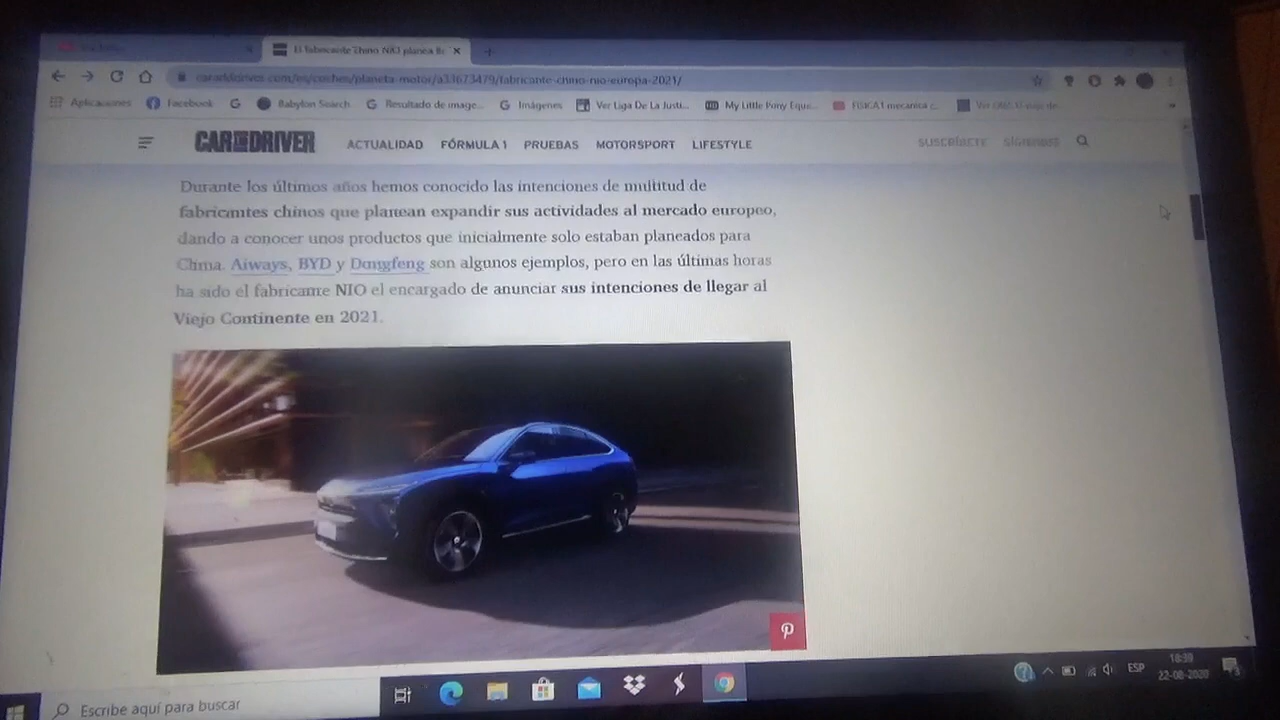 El fabricante Chino NIO planea
caranddriver.com/es/coches/planeta-motor/a33673479/fabricante-chino-nio-europa-2021/
Aplicaciones Facebook G Babylon Search Resultado de image... Imágenes Ver Liga De La Justi... My Little Pony Eque... FISICA 1 mecanica c...
CAR AND DRIVER ACTUALIDAD FÓRMULA 1 PRUEBAS MOTORSPORT LIFESTYLE SUSCRÍBETE SÍGUENOS
Durante los últimos años hemos conocido las intenciones de multitud de
fabricantes chinos que planean expandir sus actividades al mercado europeo,
dando a conocer unos productos que inicialmente solo estaban planeados para
China. Aiways, BYD y Dongfeng son algunos ejemplos, pero en las últimas horas
ha sido el fabricante NIO el encargado de anunciar sus intenciones de llegar al
Viejo Continente en 2021.
Escribe aquí para buscar
ESP
18:39
22-08-2020